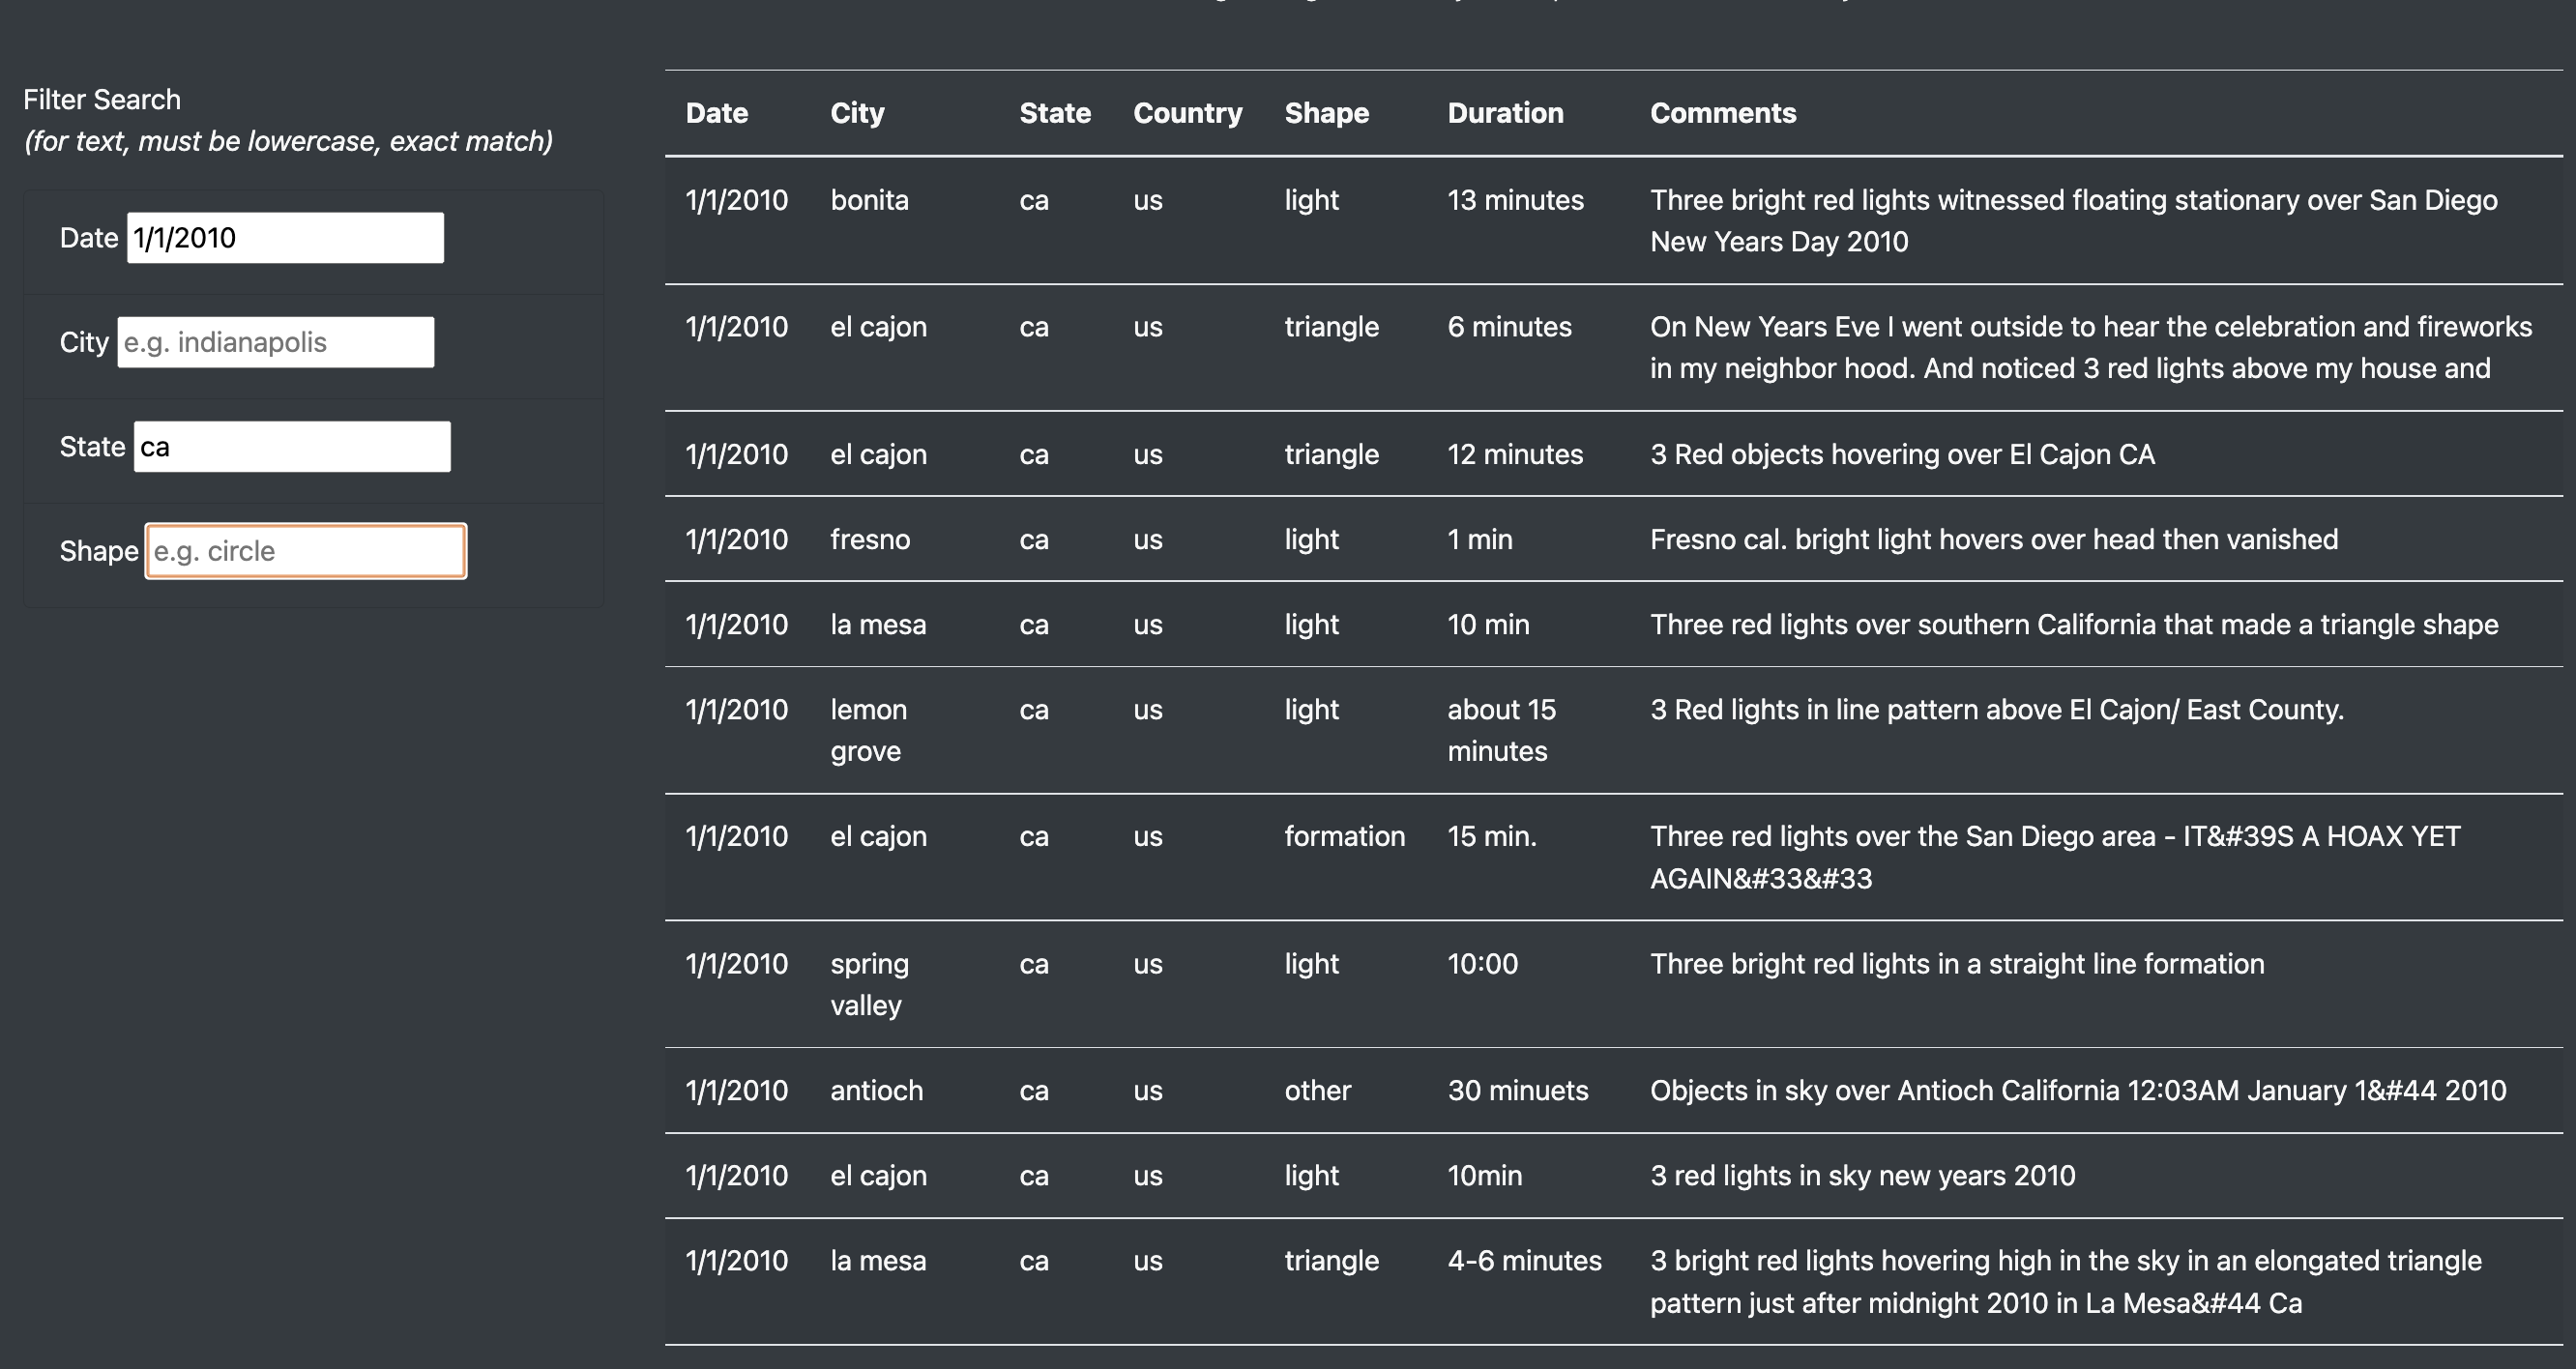 Filter Search
(for text, must be lowercase, exact match)
Date 1/1/2010
City e.g. indianapolis
State ca
Shape e.g. circle
Date City State Country Shape Duration Comments
1/1/2010 bonita ca us light 13 minutes Three bright red lights witnessed floating stationary over San Diego
New Years Day 2010
1/1/2010 el cajon ca us triangle 6 minutes On New Years Eve I went outside to hear the celebration and fireworks
in my neighbor hood. And noticed 3 red lights above my house and
1/1/2010 el cajon ca us triangle 12 minutes 3 Red objects hovering over El Cajon CA
1/1/2010 fresno ca us light 1 min Fresno cal. bright light hovers over head then vanished
1/1/2010 la mesa ca us light 10 min Three red lights over southern California that made a triangle shape
1/1/2010 lemon ca us light about 15 3 Red lights in line pattern above El Cajon/ East County.
grove minutes
1/1/2010 el cajon ca us formation 15 min. Three red lights over the San Diego area - IT&#39S A HOAX YET
AGAIN&#33&#33
1/1/2010 spring ca us light 10:00 Three bright red lights in a straight line formation
valley
1/1/2010 antioch ca us other 30 minuets Objects in sky over Antioch California 12:03AM January 1&#44 2010
1/1/2010 el cajon ca us light 10min 3 red lights in sky new years 2010
1/1/2010 la mesa ca us triangle 4-6 minutes 3 bright red lights hovering high in the sky in an elongated triangle
pattern just after midnight 2010 in La Mesa&#44 Ca